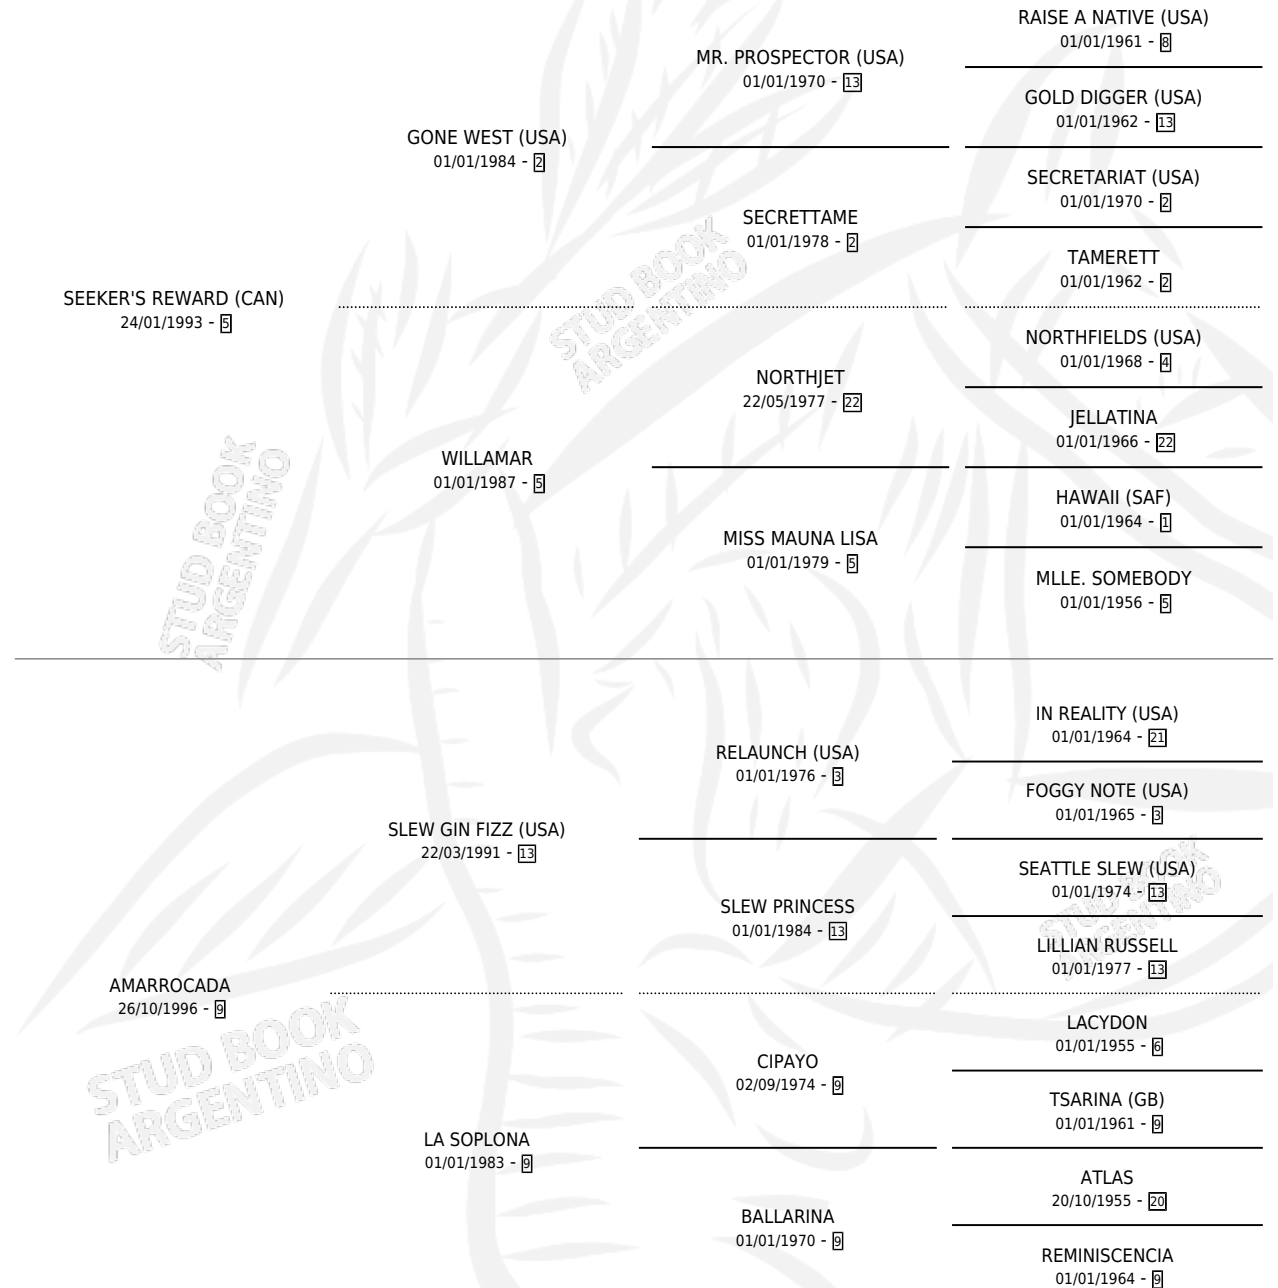 RAISE A NATIVE (USA)
01/01/1961 - 8
MR. PROSPECTOR (USA)
01/01/1970 - 13
GOLD DIGGER (USA)
01/01/1962 - 13
GONE WEST (USA)
01/01/1984 - 2
SECRETARIAT (USA)
01/01/1970 - 2
SECRETTAME
01/01/1978 - 2
TAMERETT
01/01/1962 - 2
SEEKER'S REWARD (CAN)
24/01/1993 - 5
STUD BOOK
ARGENTINO
NORTHFIELDS (USA)
01/01/1968 - 4
NORTHJET
22/05/1977 - 22
JELLATINA
01/01/1966 - 22
WILLAMAR
01/01/1987 - 5
HAWAII (SAF)
01/01/1964 - 1
MISS MAUNA LISA
01/01/1979 - 5
MLLE. SOMEBODY
01/01/1956 - 5
STUD BOOK
ARGENTINO
IN REALITY (USA)
01/01/1964 - 21
RELAUNCH (USA)
01/01/1976 - 3
FOGGY NOTE (USA)
01/01/1965 - 3
SLEW GIN FIZZ (USA)
22/03/1991 - 13
SEATTLE SLEW (USA)
01/01/1974 - 13
SLEW PRINCESS
01/01/1984 - 13
LILLIAN RUSSELL
01/01/1977 - 13
STUD BOOK
ARGENTINO
AMARROCADA
26/10/1996 - 9
STUD BOOK
ARGENTINO
LACYDON
01/01/1955 - 6
CIPAYO
02/09/1974 - 9
TSARINA (GB)
01/01/1961 - 9
LA SOPLONA
01/01/1983 - 9
ATLAS
20/10/1955 - 20
BALLARINA
01/01/1970 - 9
REMINISCENCIA
01/01/1964 - 9